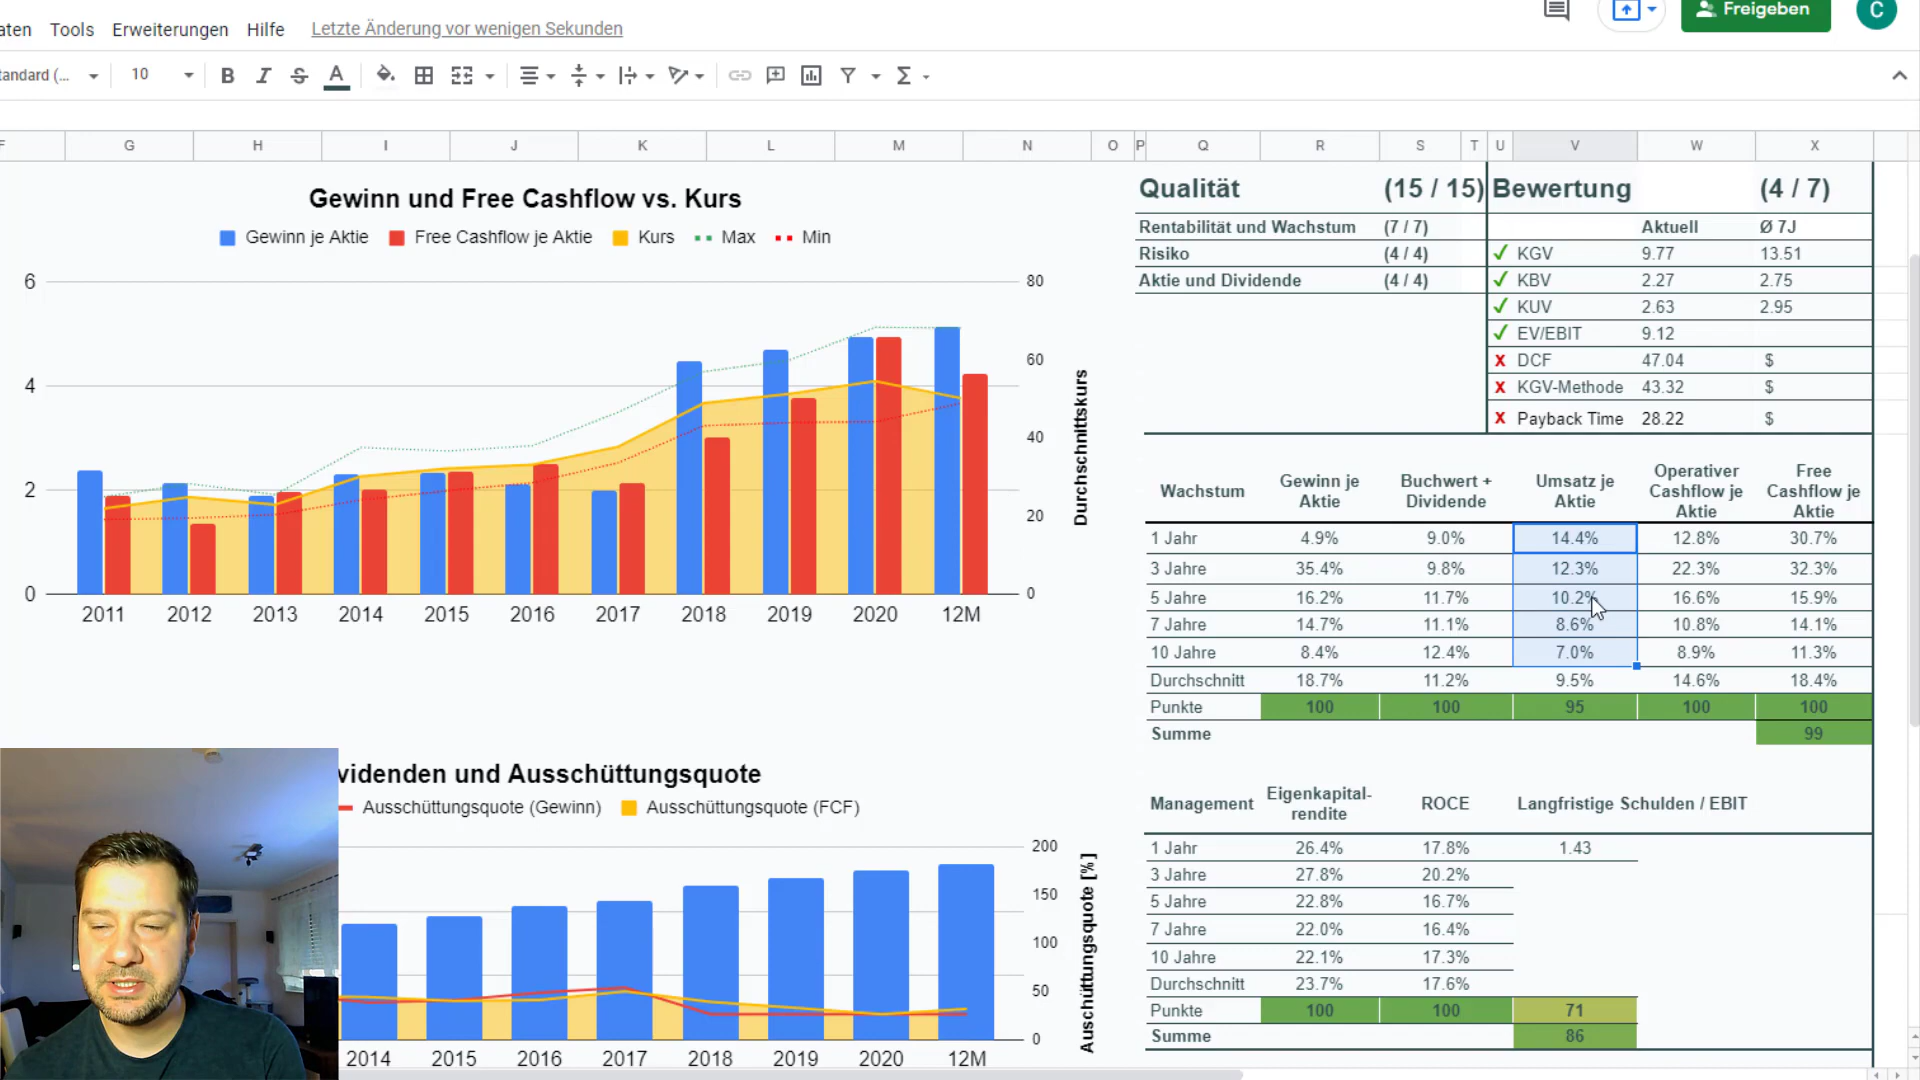 aten Tools Erweiterungen Hilfe Letzte Änderung vor wenigen Sekunden Freigeben C
tandard (... 10 B I S A Σ
F G H I J K L M N O P Q R S T U V W X
Gewinn und Free Cashflow vs. Kurs
Gewinn je Aktie Free Cashflow je Aktie Kurs Max Min
6
4
2
0
80
60
40
20
0
Durchschnittskurs
2011 2012 2013 2014 2015 2016 2017 2018 2019 2020 12M
Qualität (15 / 15)
Rentabilität und Wachstum (7 / 7)
Risiko (4 / 4)
Aktie und Dividende (4 / 4)
Bewertung (4 / 7)
Aktuell Ø 7J
✓ KGV 9.77 13.51
✓ KBV 2.27 2.75
✓ KUV 2.63 2.95
✓ EV/EBIT 9.12
X DCF 47.04 $
X KGV-Methode 43.32 $
X Payback Time 28.22 $
Wachstum Gewinn je Aktie Buchwert + Dividende Umsatz je Aktie Operativer Cashflow je Aktie Free Cashflow je Aktie
1 Jahr 4.9% 9.0% 14.4% 12.8% 30.7%
3 Jahre 35.4% 9.8% 12.3% 22.3% 32.3%
5 Jahre 16.2% 11.7% 10.2% 16.6% 15.9%
7 Jahre 14.7% 11.1% 8.6% 10.8% 14.1%
10 Jahre 8.4% 12.4% 7.0% 8.9% 11.3%
Durchschnitt 18.7% 11.2% 9.5% 14.6% 18.4%
Punkte 100 100 95 100 100
Summe 99
videnden und Ausschüttungsquote
Ausschüttungsquote (Gewinn) Ausschüttungsquote (FCF)
200
150
100
50
0
Auschüttungsquote [%]
2014 2015 2016 2017 2018 2019 2020 12M
Management Eigenkapital-rendite ROCE Langfristige Schulden / EBIT
1 Jahr 26.4% 17.8% 1.43
3 Jahre 27.8% 20.2%
5 Jahre 22.8% 16.7%
7 Jahre 22.0% 16.4%
10 Jahre 22.1% 17.3%
Durchschnitt 23.7% 17.6%
Punkte 100 100 71
Summe 86